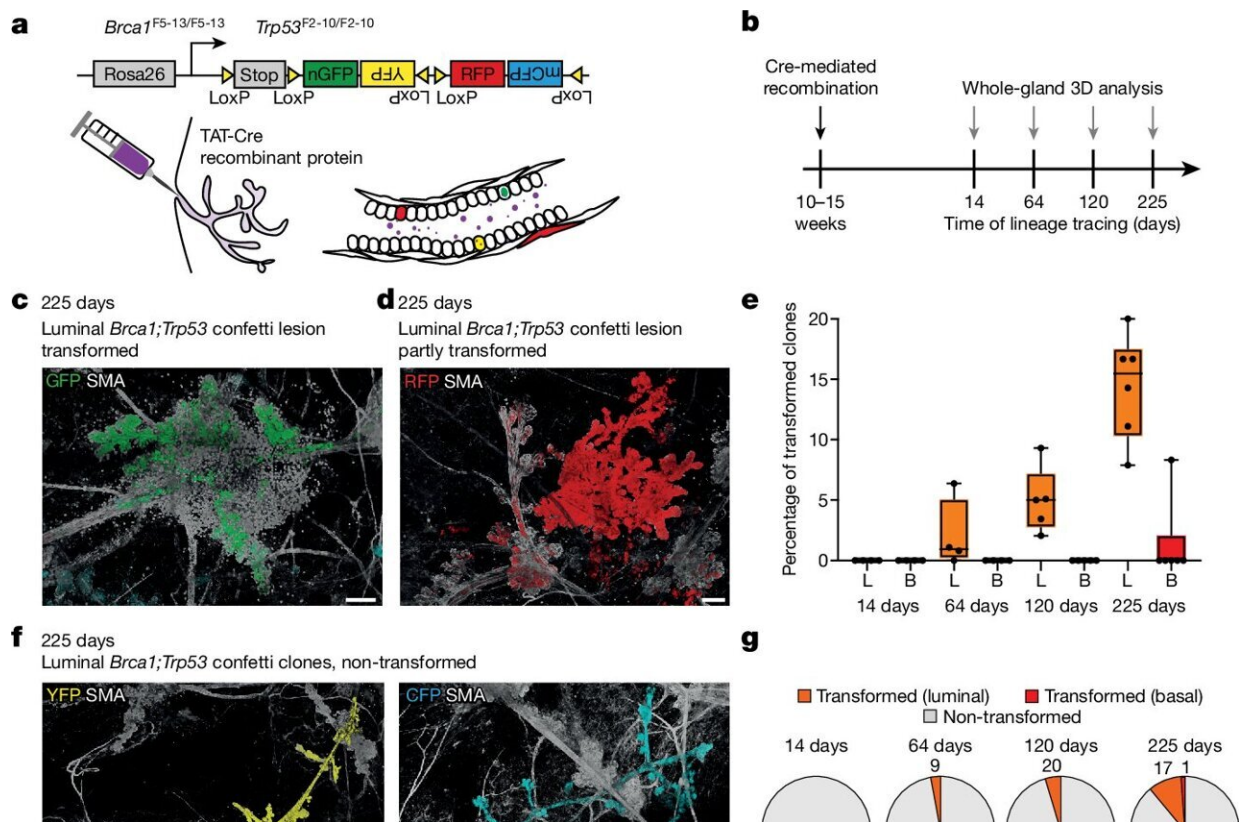 a
Brca1F5-13/F5-13 Trp53F2-10/F2-10
Rosa26 Stop nGFP YFP RFP mCFP
LoxP LoxP LoxP LoxP LoxP
TAT-Cre
recombinant protein
b
Cre-mediated
recombination
Whole-gland 3D analysis
10–15
weeks
14 64 120 225
Time of lineage tracing (days)
c 225 days
Luminal Brca1;Trp53 confetti lesion
transformed
GFP SMA
d 225 days
Luminal Brca1;Trp53 confetti lesion
partly transformed
RFP SMA
e
Percentage of transformed clones
20
15
10
5
0
L B L B L B L B
14 days 64 days 120 days 225 days
f 225 days
Luminal Brca1;Trp53 confetti clones, non-transformed
YFP SMA
CFP SMA
g
Transformed (luminal) Transformed (basal)
Non-transformed
14 days 64 days 120 days 225 days
9 20 17 1